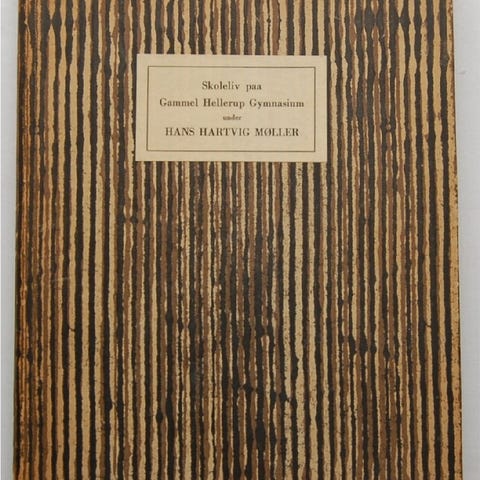 Skoleliv paa
Gammel Hellerup Gymnasium
under
HANS HARTVIG MØLLER